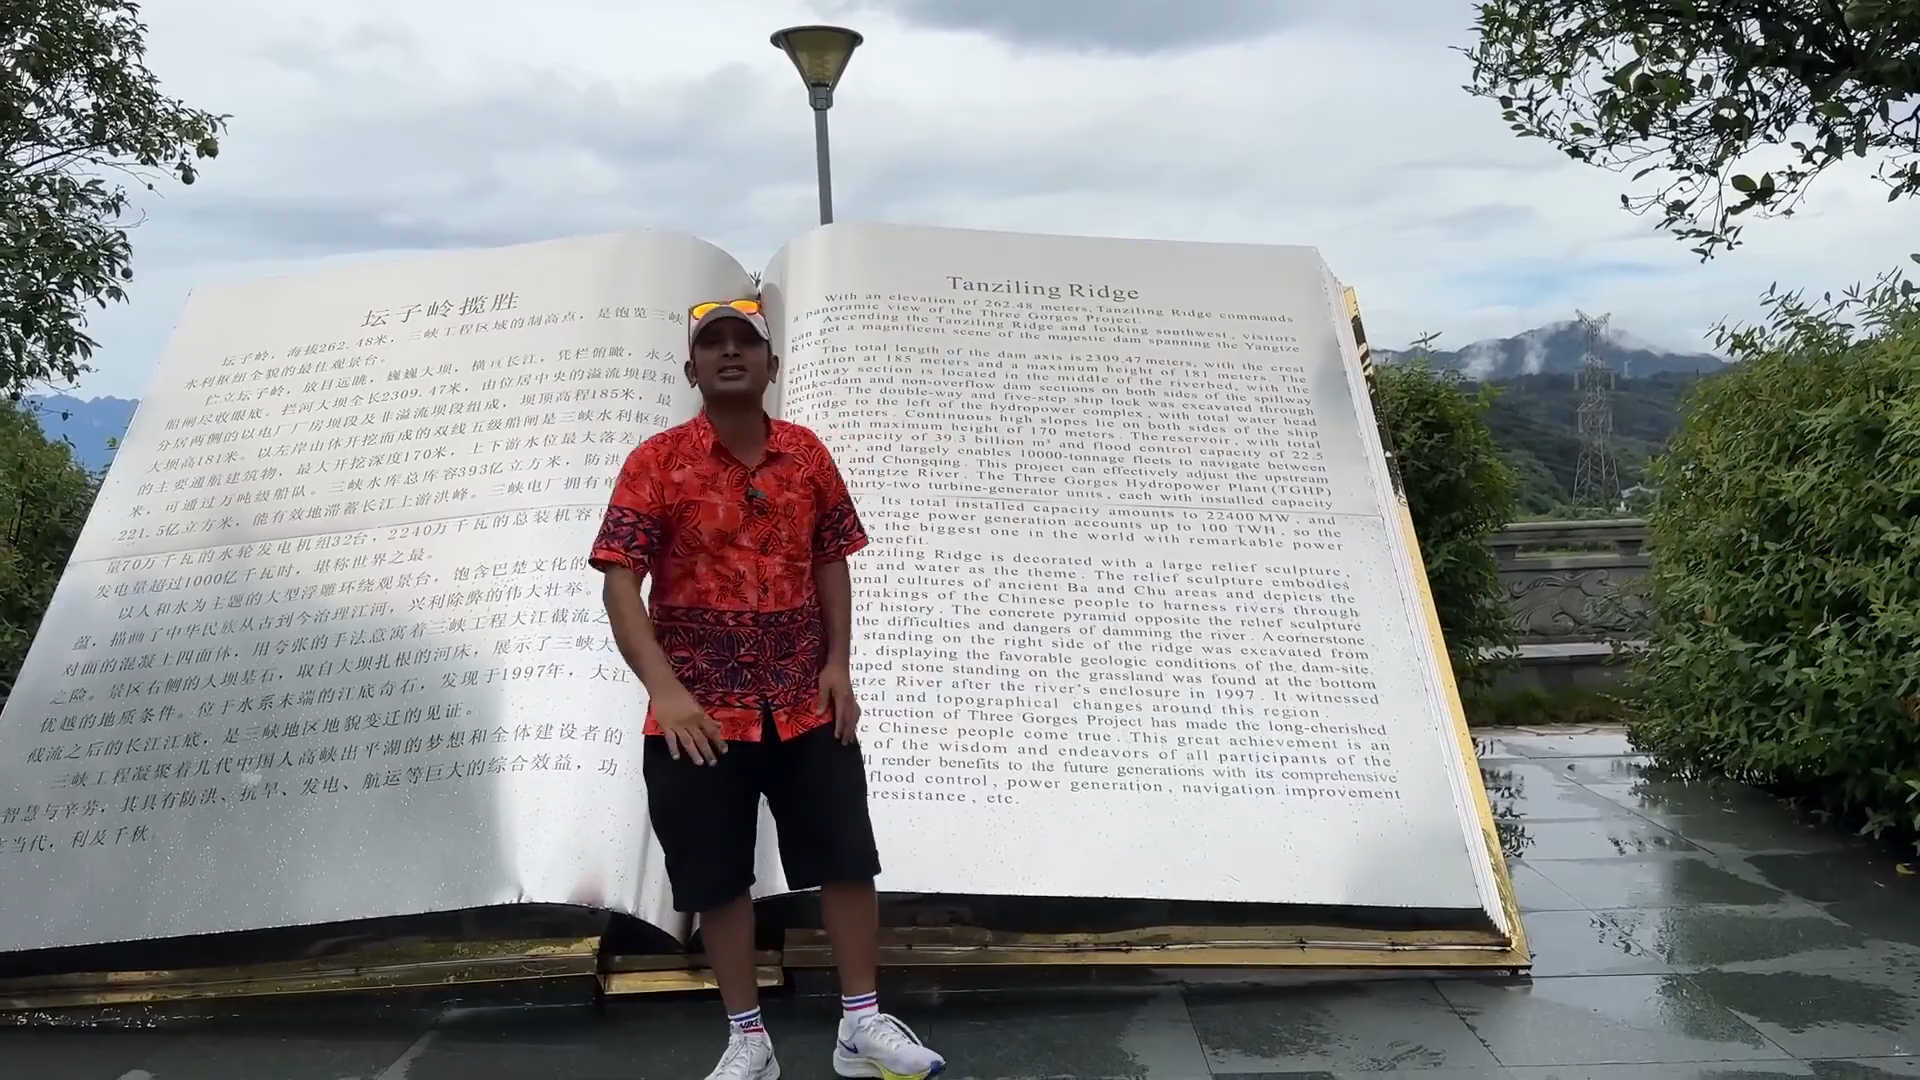 坛子岭揽胜
坛子岭，海拔262.48米，三峡工程区域的制高点，是饱览三峡
水利枢纽全貌的最佳观景台。
伫立坛子岭，放目远眺，巍巍大坝，横亘长江，凭栏俯瞰，永久
船闸尽收眼底。拦河大坝全长2309.47米，由位居中央的溢流坝段和
分居两侧的以电厂厂房坝段及非溢流坝段组成，坝顶高程185米，最
大坝高181米。以左岸山体开挖而成的双线五级船闸是三峡水利枢纽
的主要通航建筑物，最大开挖深度170米，上下游水位最大落差
米，可通过万吨级船队。三峡水库总库容393亿立方米，防洪
221.5亿立方米，能有效地滞蓄长江上游洪峰。三峡电厂拥有单
量70万千瓦的水轮发电机组32台，2240万千瓦的总装机容
发电量超过1000亿千瓦时，堪称世界之最。
以人和水为主题的大型浮雕环绕观景台，饱含巴楚文化的
蕴，描画了中华民族从古到今治理江河，兴利除弊的伟大壮举。
对面的混凝土四面体，用夸张的手法意寓着三峡工程大江截流之
之险。景区右侧的大坝基石，取自大坝扎根的河床，展示了三峡大
优越的地质条件。位于水系末端的江底奇石，发现于1997年，大江
截流之后的长江江底，是三峡地区地貌变迁的见证。
三峡工程凝聚着几代中国人高峡出平湖的梦想和全体建设者的
智慧与辛劳，其具有防洪、抗旱、发电、航运等巨大的综合效益，功
在当代，利及千秋。
Tanziling Ridge
With an elevation of 262.48 meters, Tanziling Ridge commands
a panoramic view of the Three Gorges Project.
Ascending the Tanziling Ridge and looking southwest, visitors
can get a magnificent scene of the majestic dam spanning the Yangtze
River.
The total length of the dam axis is 2309.47 meters, with the crest
elevation at 185 meters and a maximum height of 181 meters. The
spillway section is located in the middle of the riverbed, with the
intake-dam and non-overflow dam sections on both sides of the spillway
section. The double-way and five-step ship lock was excavated through
ridge to the left of the hydropower complex, with total water head
113 meters. Continuous high slopes lie on both sides of the ship
with maximum height of 170 meters. The reservoir, with total
capacity of 39.3 billion m³ and flood control capacity of 22.5
m³, and largely enables 10000-tonnage fleets to navigate between
and Chongqing. This project can effectively adjust the upstream
Yangtze River. The Three Gorges Hydropower Plant (TGHP)
thirty-two turbine-generator units, each with installed capacity
W. Its total installed capacity amounts to 22400 MW, and
average power generation accounts up to 100 TWH, so the
s the biggest one in the world with remarkable power
benefit.
anziling Ridge is decorated with a large relief sculpture
ple and water as the theme. The relief sculpture embodies
onal cultures of ancient Ba and Chu areas and depicts the
ertakings of the Chinese people to harness rivers through
of history. The concrete pyramid opposite the relief sculpture
the difficulties and dangers of damming the river. A cornerstone
standing on the right side of the ridge was excavated from
d, displaying the favorable geologic conditions of the dam-site.
haped stone standing on the grassland was found at the bottom
gtze River after the river's enclosure in 1997. It witnessed
ical and topographical changes around this region.
struction of Three Gorges Project has made the long-cherished
e Chinese people come true. This great achievement is an
of the wisdom and endeavors of all participants of the
ll render benefits to the future generations with its comprehensive
flood control, power generation, navigation improvement
-resistance, etc.
NIKE